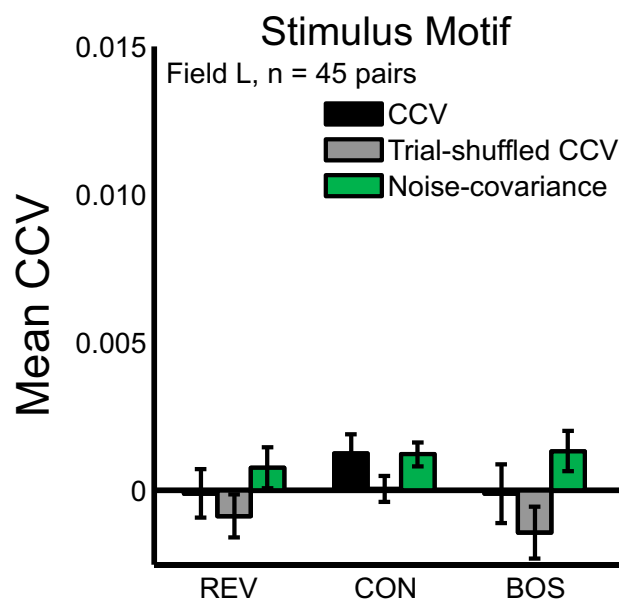 Stimulus Motif
0.015
Field L, n = 45 pairs
CCV
Trial-shuffled CCV
Noise-covariance
0.010
Mean CCV
0.005
0
REV CON BOS